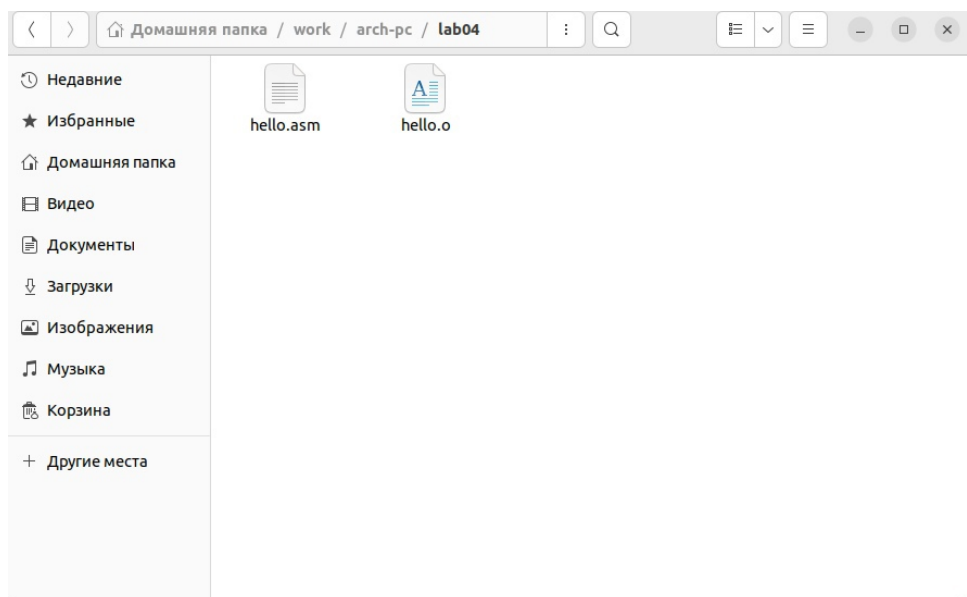 Домашняя папка / work / arch-pc / lab04
Недавние
Избранные
Домашняя папка
Видео
Документы
Загрузки
Изображения
Музыка
Корзина
Другие места
hello.asm hello.o